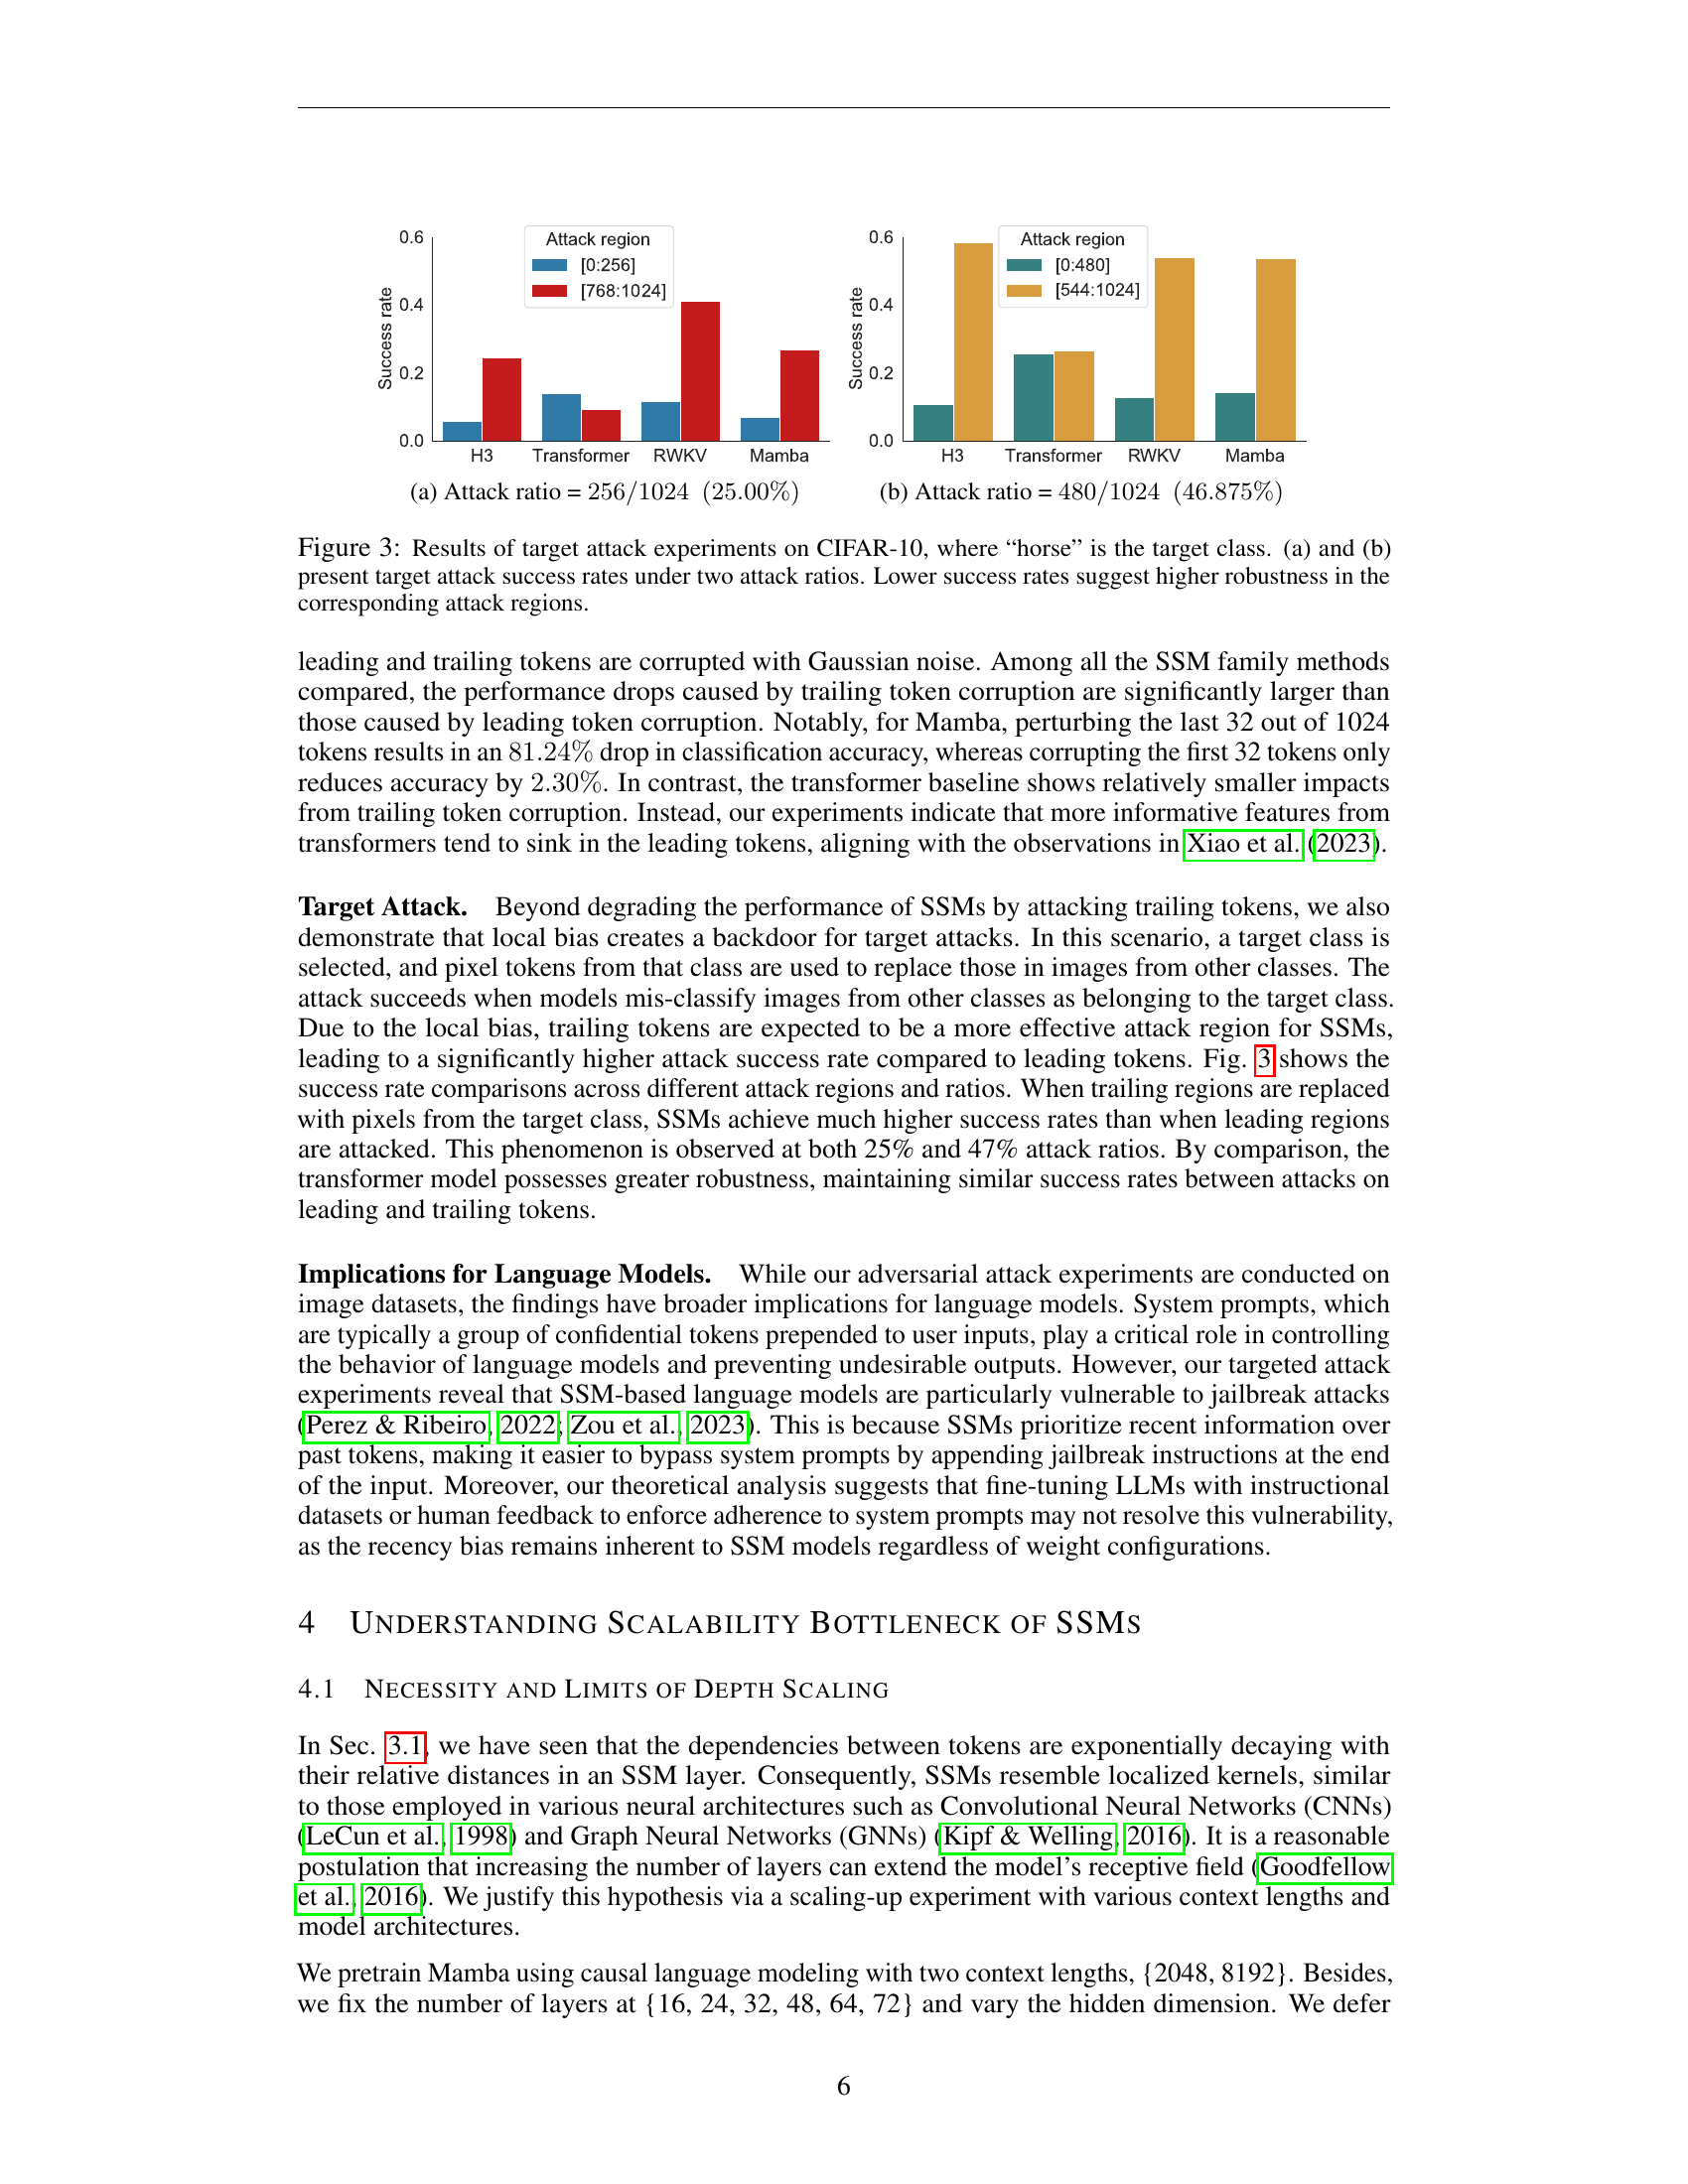 0.6
0.4
0.2
0.0
Success rate
Attack region
[0:256]
[768:1024]
H3 Transformer RWKV Mamba
(a) Attack ratio = 256/1024 (25.00%)
0.6
0.4
0.2
0.0
Success rate
Attack region
[0:480]
[544:1024]
H3 Transformer RWKV Mamba
(b) Attack ratio = 480/1024 (46.875%)
Figure 3: Results of target attack experiments on CIFAR-10, where “horse” is the target class. (a) and (b)
present target attack success rates under two attack ratios. Lower success rates suggest higher robustness in the
corresponding attack regions.
leading and trailing tokens are corrupted with Gaussian noise. Among all the SSM family methods
compared, the performance drops caused by trailing token corruption are significantly larger than
those caused by leading token corruption. Notably, for Mamba, perturbing the last 32 out of 1024
tokens results in an 81.24% drop in classification accuracy, whereas corrupting the first 32 tokens only
reduces accuracy by 2.30%. In contrast, the transformer baseline shows relatively smaller impacts
from trailing token corruption. Instead, our experiments indicate that more informative features from
transformers tend to sink in the leading tokens, aligning with the observations in Xiao et al. (2023).
Target Attack. Beyond degrading the performance of SSMs by attacking trailing tokens, we also
demonstrate that local bias creates a backdoor for target attacks. In this scenario, a target class is
selected, and pixel tokens from that class are used to replace those in images from other classes. The
attack succeeds when models mis-classify images from other classes as belonging to the target class.
Due to the local bias, trailing tokens are expected to be a more effective attack region for SSMs,
leading to a significantly higher attack success rate compared to leading tokens. Fig. 3 shows the
success rate comparisons across different attack regions and ratios. When trailing regions are replaced
with pixels from the target class, SSMs achieve much higher success rates than when leading regions
are attacked. This phenomenon is observed at both 25% and 47% attack ratios. By comparison, the
transformer model possesses greater robustness, maintaining similar success rates between attacks on
leading and trailing tokens.
Implications for Language Models. While our adversarial attack experiments are conducted on
image datasets, the findings have broader implications for language models. System prompts, which
are typically a group of confidential tokens prepended to user inputs, play a critical role in controlling
the behavior of language models and preventing undesirable outputs. However, our targeted attack
experiments reveal that SSM-based language models are particularly vulnerable to jailbreak attacks
(Perez & Ribeiro, 2022; Zou et al., 2023). This is because SSMs prioritize recent information over
past tokens, making it easier to bypass system prompts by appending jailbreak instructions at the end
of the input. Moreover, our theoretical analysis suggests that fine-tuning LLMs with instructional
datasets or human feedback to enforce adherence to system prompts may not resolve this vulnerability,
as the recency bias remains inherent to SSM models regardless of weight configurations.
4 UNDERSTANDING SCALABILITY BOTTLENECK OF SSMS
4.1 NECESSITY AND LIMITS OF DEPTH SCALING
In Sec. 3.1, we have seen that the dependencies between tokens are exponentially decaying with
their relative distances in an SSM layer. Consequently, SSMs resemble localized kernels, similar
to those employed in various neural architectures such as Convolutional Neural Networks (CNNs)
(LeCun et al., 1998) and Graph Neural Networks (GNNs) (Kipf & Welling, 2016). It is a reasonable
postulation that increasing the number of layers can extend the model’s receptive field (Goodfellow
et al., 2016). We justify this hypothesis via a scaling-up experiment with various context lengths and
model architectures.
We pretrain Mamba using causal language modeling with two context lengths, {2048, 8192}. Besides,
we fix the number of layers at {16, 24, 32, 48, 64, 72} and vary the hidden dimension. We defer
6